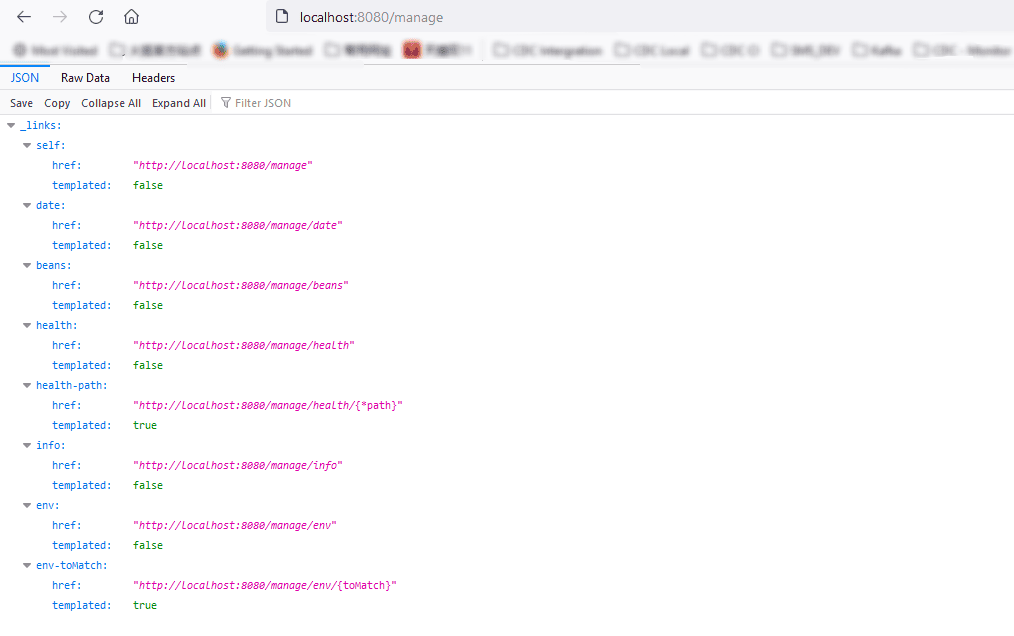 localhost:8080/manage
Most Visited Getting Started CDC Intergration CDC Local CDC CI SMS_DEV Kafka CDC - Monitor
JSON Raw Data Headers
Save Copy Collapse All Expand All Filter JSON
_links:
self:
href: "http://localhost:8080/manage"
templated: false
date:
href: "http://localhost:8080/manage/date"
templated: false
beans:
href: "http://localhost:8080/manage/beans"
templated: false
health:
href: "http://localhost:8080/manage/health"
templated: false
health-path:
href: "http://localhost:8080/manage/health/{*path}"
templated: true
info:
href: "http://localhost:8080/manage/info"
templated: false
env:
href: "http://localhost:8080/manage/env"
templated: false
env-toMatch:
href: "http://localhost:8080/manage/env/{toMatch}"
templated: true